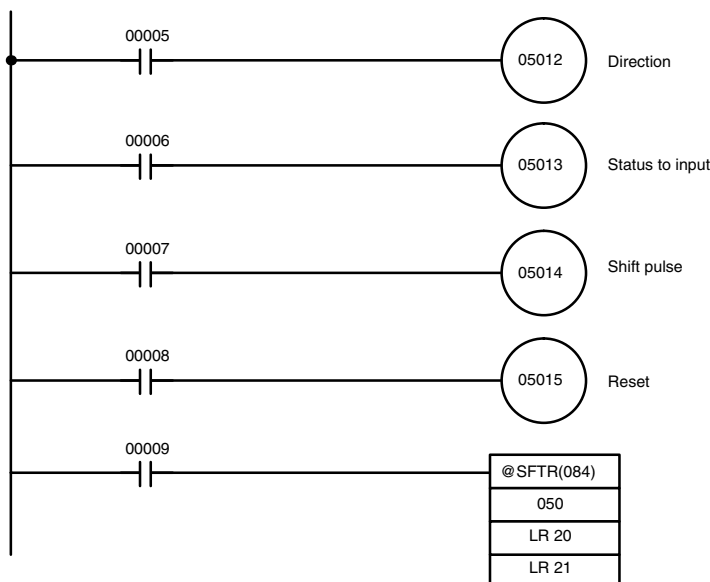 00005
05012 Direction
00006
05013 Status to input
00007
05014 Shift pulse
00008
05015 Reset
00009
@SFTR(084)
050
LR 20
LR 21